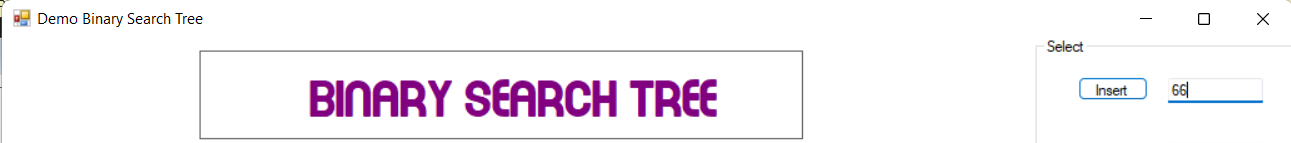 Demo Binary Search Tree
BINARY SEARCH TREE
Select
Insert
66